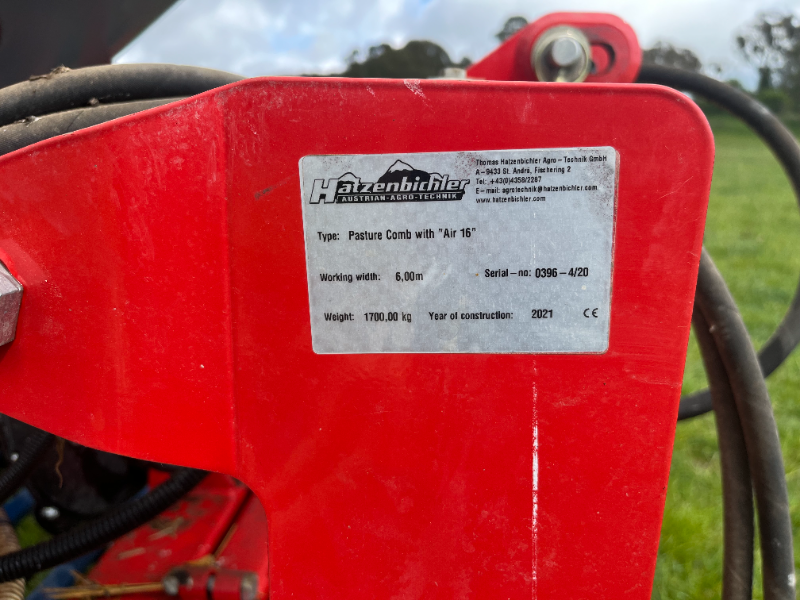 Hatzenbichler
AUSTRIAN-AGRO-TECHNIK
Thomas Hatzenbichler Agro - Technik GmbH
A - 9433 St. Andrä, Fischering 2
Tel: +43(0)4358/2287
E - mail: agrotechnik@hatzenbichler.com
www.hatzenbichler.com
Type: Pasture Comb with "Air 16"
Working width: 6,00m Serial-no: 0396-4/20
Weight: 1700,00 kg Year of construction: 2021 CE